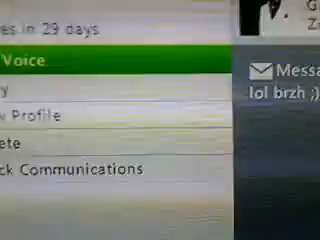 es in 29 days
Voice
y
w Profile
ete
ck Communications
G
Z
Messa
lol brzh ;)